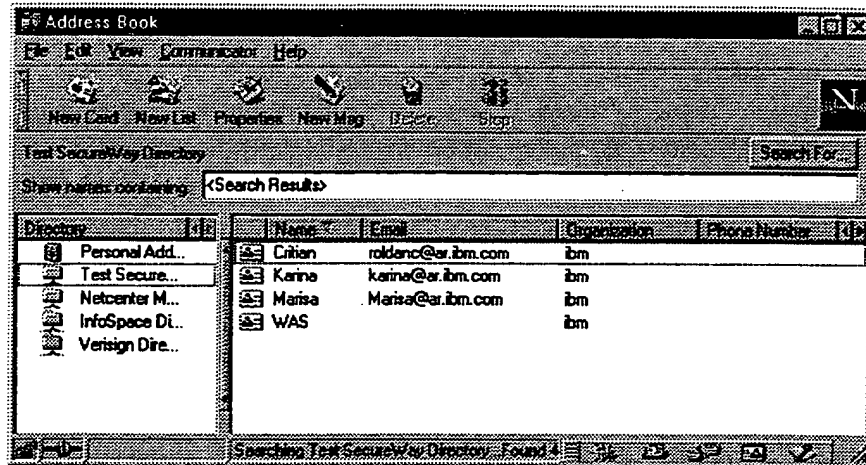 Address Book
File Edit View Communicator Help
New Card New List Properties New Msg Delete Stop
N
Test SecureWay Directory
Search For...
Show names containing: <Search Results>
Directory
Personal Add...
Test Secure...
Netcenter M...
InfoSpace Di...
Verisign Dire...
Name Email Organization Phone Number
Critian roldanc@ar.ibm.com ibm
Karina karina@ar.ibm.com ibm
Marisa Marisa@ar.ibm.com ibm
WAS ibm
Searching Test SecureWay Directory...Found 4